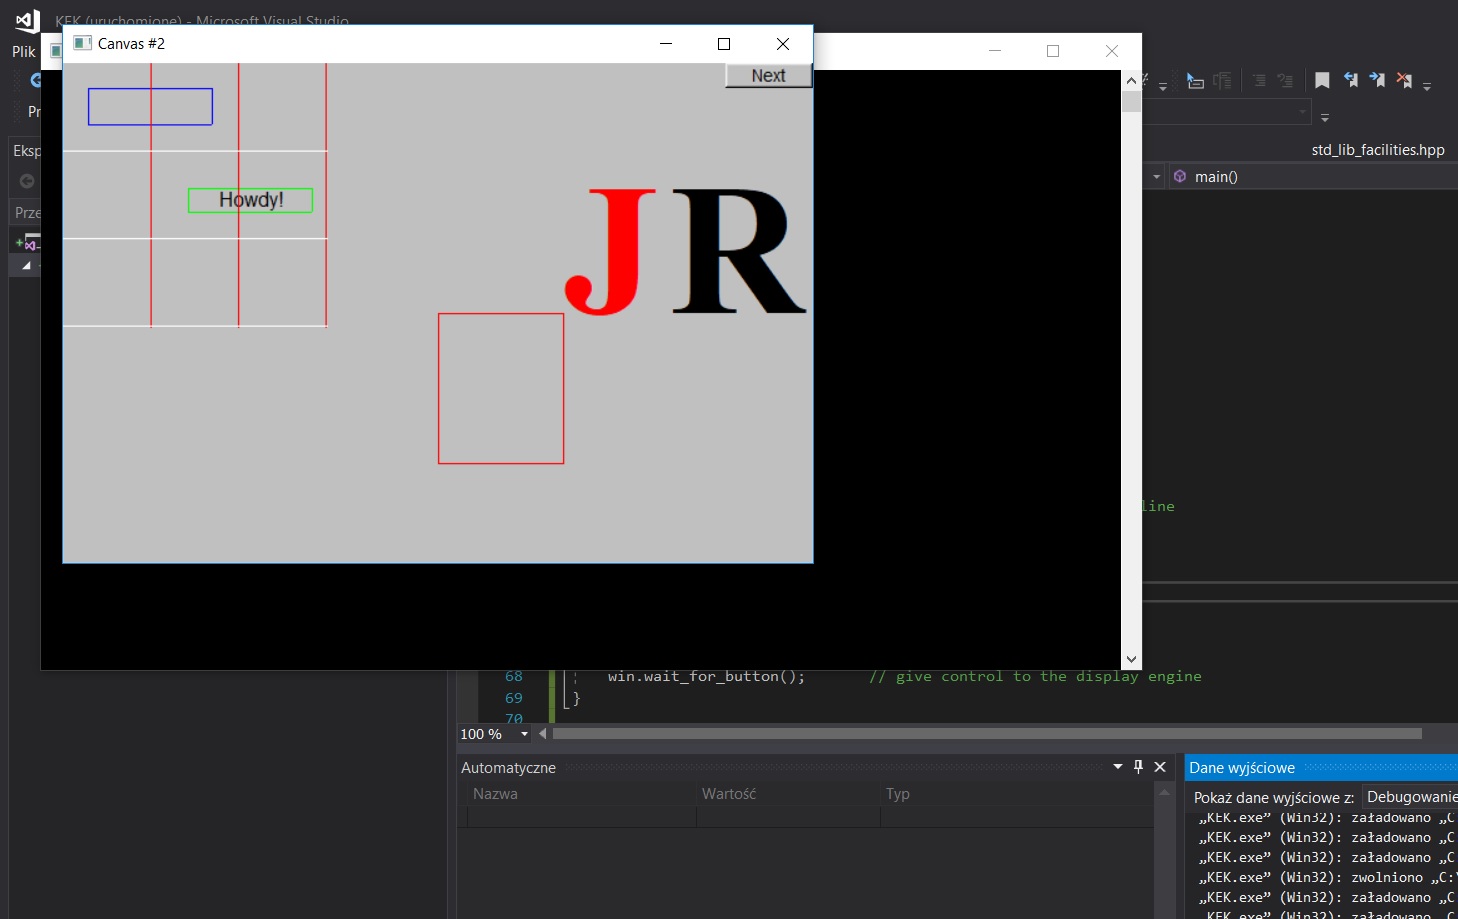 KEK (uruchomione) - Microsoft Visual Studio
Plik
Canvas #2
Next
Pr
Eksp
std_lib_facilities.hpp
main()
Howdy!
Prze
J R
line
68 win.wait_for_button(); // give control to the display engine
69 }
70
100 %
Automatyczne
Dane wyjściowe
Nazwa Wartość Typ
Pokaż dane wyjściowe z: Debugowanie
„KEK.exe” (Win32): załadowano „C
„KEK.exe” (Win32): załadowano „C
„KEK.exe” (Win32): załadowano „C
„KEK.exe” (Win32): zwolniono „C:\
„KEK.exe” (Win32): załadowano „C
„KEK.exe” (Win32): załadowano „C